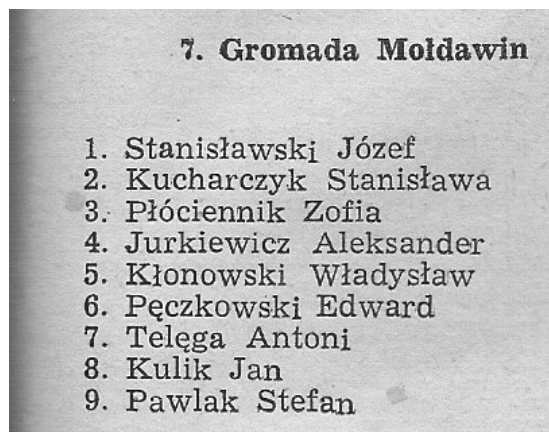 7. Gromada Mołdawin
1. Stanisławski Józef
2. Kucharczyk Stanisława
3. Płóciennik Zofia
4. Jurkiewicz Aleksander
5. Kłonowski Władysław
6. Pęczkowski Edward
7. Telęga Antoni
8. Kulik Jan
9. Pawlak Stefan